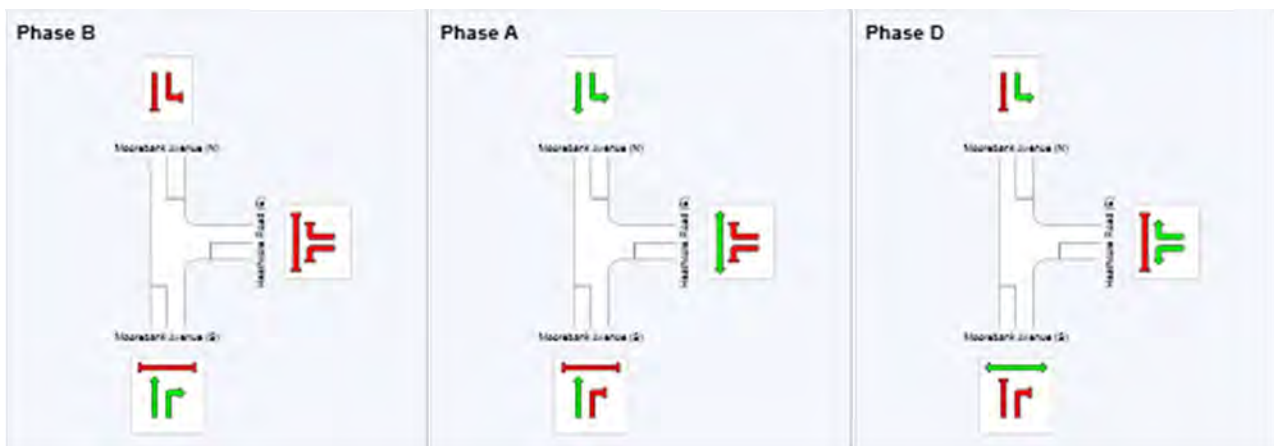 Phase B
Phase A
Phase D
Moorebank Avenue (N)
Moorebank Avenue (N)
Moorebank Avenue (N)
Heathcote Road (E)
Heathcote Road (E)
Heathcote Road (E)
Moorebank Avenue (S)
Moorebank Avenue (S)
Moorebank Avenue (S)